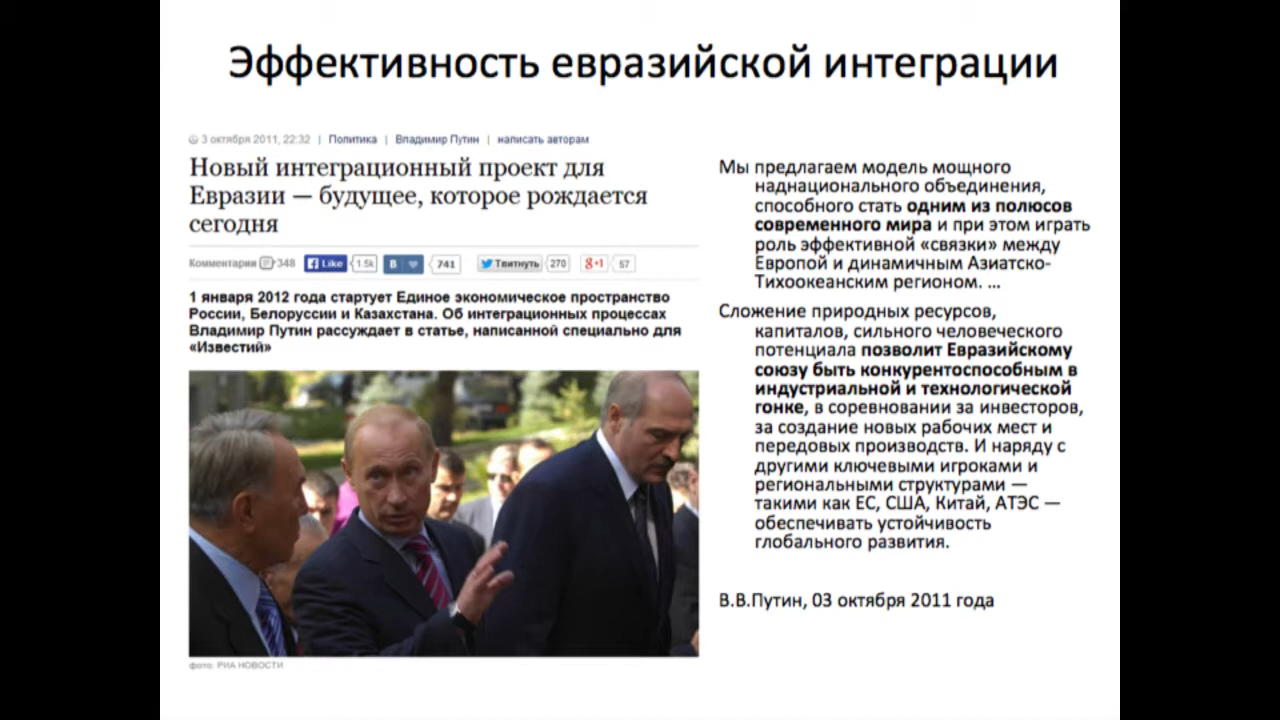 Эффективность евразийской интеграции
3 октября 2011, 22:32 | Политика | Владимир Путин | написать авторам
Новый интеграционный проект для
Евразии — будущее, которое рождается
сегодня
Комментарии 348 Like 1.5k В 741 Твитнуть 270 g+1 57
1 января 2012 года стартует Единое экономическое пространство
России, Белоруссии и Казахстана. Об интеграционных процессах
Владимир Путин рассуждает в статье, написанной специально для
«Известий»
фото: РИА НОВОСТИ
Мы предлагаем модель мощного
наднационального объединения,
способного стать одним из полюсов
современного мира и при этом играть
роль эффективной «связки» между
Европой и динамичным Азиатско-
Тихоокеанским регионом. ...
Сложение природных ресурсов,
капиталов, сильного человеческого
потенциала позволит Евразийскому
союзу быть конкурентоспособным в
индустриальной и технологической
гонке, в соревновании за инвесторов,
за создание новых рабочих мест и
передовых производств. И наряду с
другими ключевыми игроками и
региональными структурами —
такими как ЕС, США, Китай, АТЭС —
обеспечивать устойчивость
глобального развития.
В.В.Путин, 03 октября 2011 года